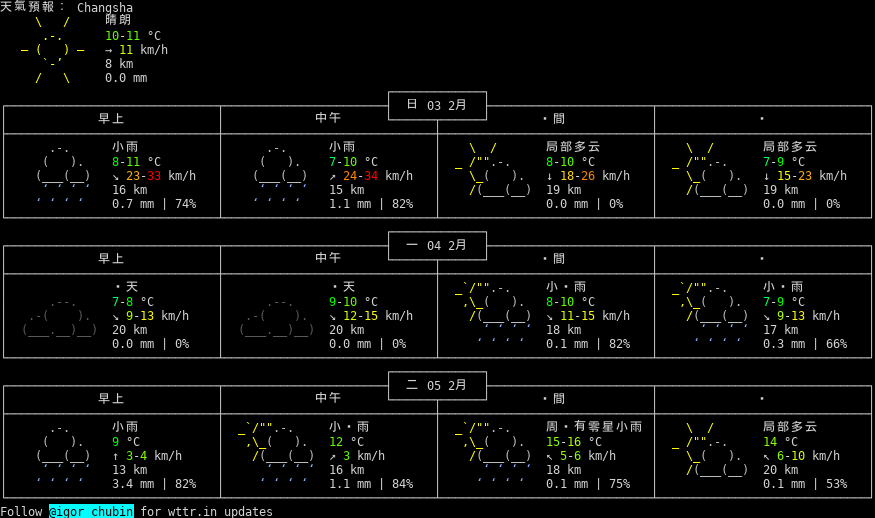 天氣預報： Changsha
晴朗
10-11 °C
→ 11 km/h
8 km
0.0 mm
日 03 2月
早上 中午 ・間 ・
小雨 小雨 局部多云 局部多云
8-11 °C 7-10 °C 8-10 °C 7-9 °C
↘ 23-33 km/h ↗ 24-34 km/h ↓ 18-26 km/h ↓ 15-23 km/h
16 km 15 km 19 km 19 km
0.7 mm | 74% 1.1 mm | 82% 0.0 mm | 0% 0.0 mm | 0%
一 04 2月
早上 中午 ・間 ・
・天 ・天 小・雨 小・雨
7-8 °C 9-10 °C 8-10 °C 7-9 °C
↘ 9-13 km/h ↘ 12-15 km/h ↘ 11-15 km/h ↘ 9-13 km/h
20 km 20 km 18 km 17 km
0.0 mm | 0% 0.0 mm | 0% 0.1 mm | 82% 0.3 mm | 66%
二 05 2月
早上 中午 ・間 ・
小雨 小・雨 周・有零星小雨 局部多云
9 °C 12 °C 15-16 °C 14 °C
↑ 3-4 km/h ↗ 3 km/h ↖ 5-6 km/h ↖ 6-10 km/h
13 km 16 km 18 km 20 km
3.4 mm | 82% 1.1 mm | 84% 0.1 mm | 75% 0.1 mm | 53%
Follow @igor_chubin for wttr.in updates